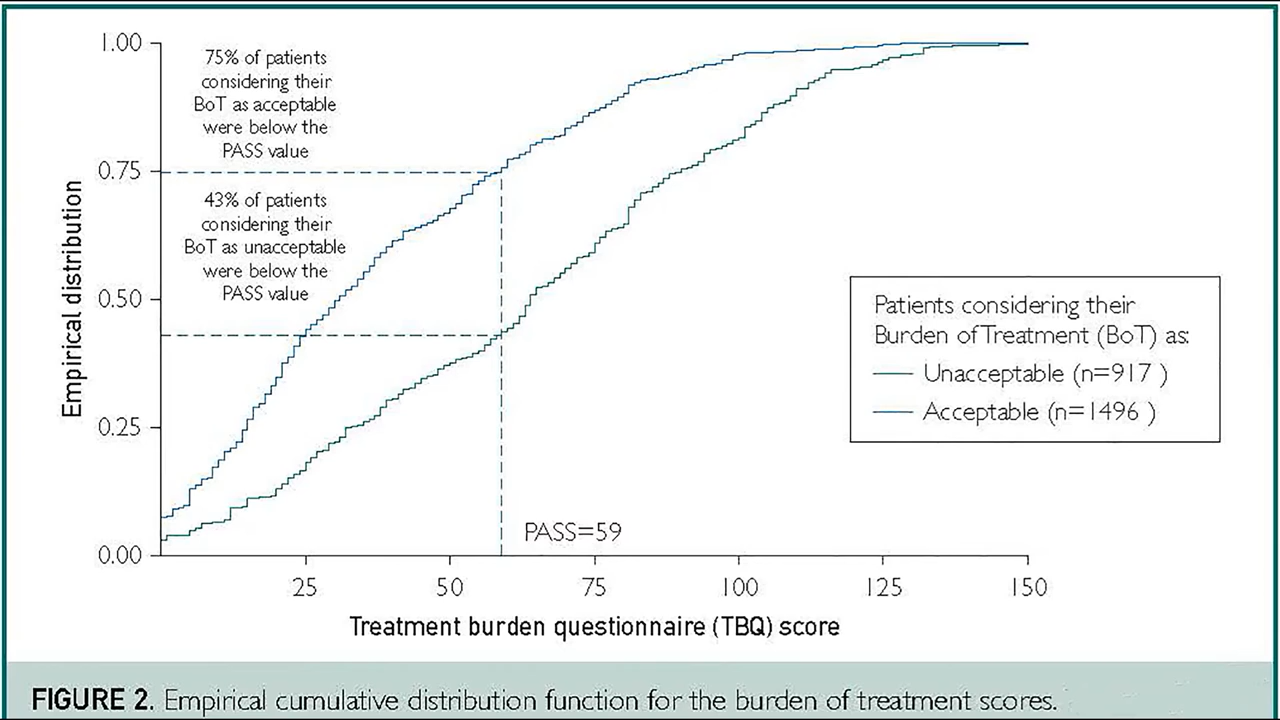 1.00
75% of patients
considering their
BoT as acceptable
were below the
PASS value
0.75
43% of patients
considering their
BoT as unacceptable
were below the
PASS value
0.50
0.25
0.00
Empirical distribution
PASS=59
25 50 75 100 125 150
Treatment burden questionnaire (TBQ) score
Patients considering their
Burden of Treatment (BoT) as:
Unacceptable (n=917 )
Acceptable (n=1496 )
FIGURE 2. Empirical cumulative distribution function for the burden of treatment scores.